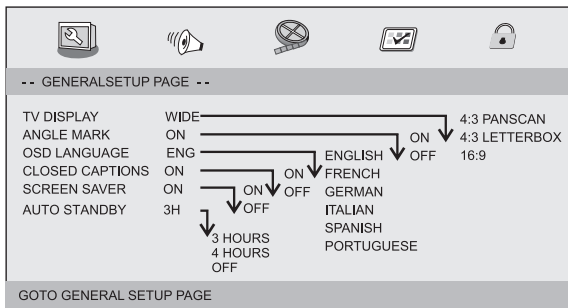 -- GENERALSETUP PAGE --
TV DISPLAY WIDE 4:3 PANSCAN
ANGLE MARK ON ON 4:3 LETTERBOX
OSD LANGUAGE ENG ENGLISH OFF 16:9
CLOSED CAPTIONS ON ON FRENCH
SCREEN SAVER ON ON OFF GERMAN
AUTO STANDBY 3H OFF ITALIAN
SPANISH
3 HOURS PORTUGUESE
4 HOURS
OFF
GOTO GENERAL SETUP PAGE